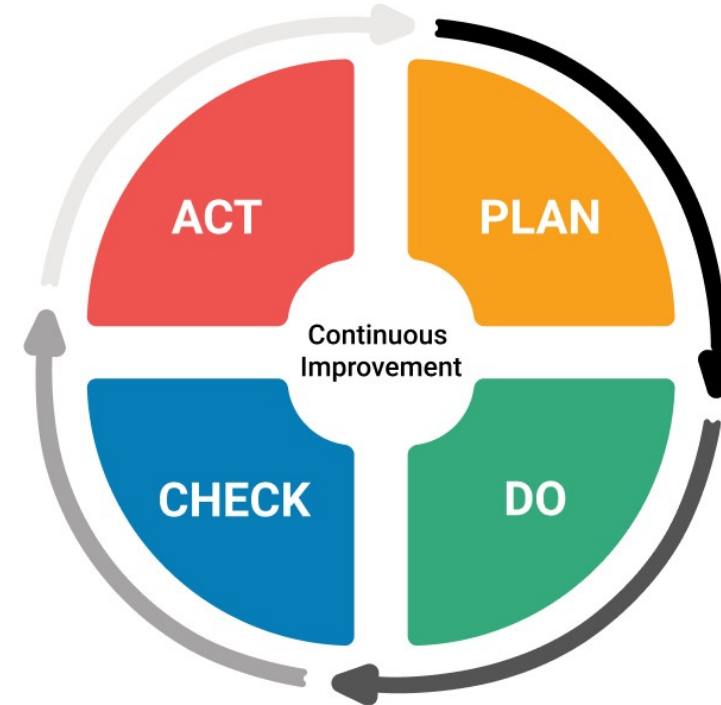 ACT
PLAN
Continuous
Improvement
CHECK
DO